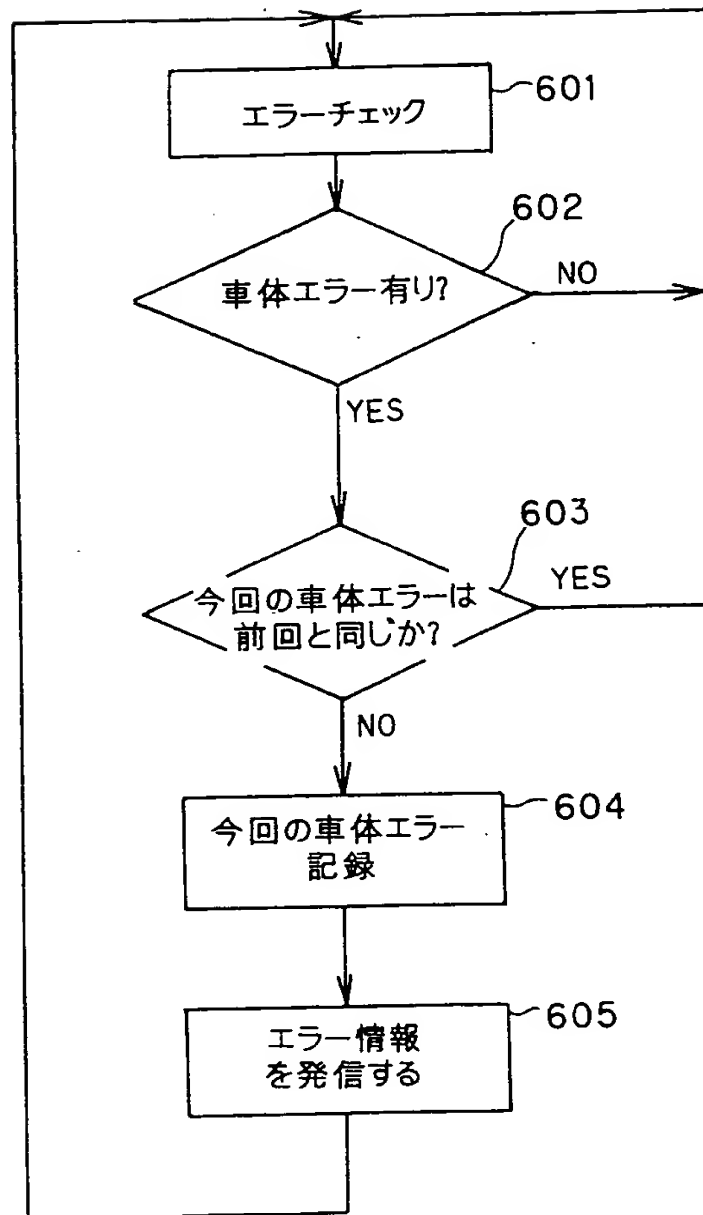 エラーチェック
601
602
車体エラー有り?
NO
YES
603
今回の車体エラーは
前回と同じか?
YES
NO
604
今回の車体エラー
記録
605
エラー情報
を発信する